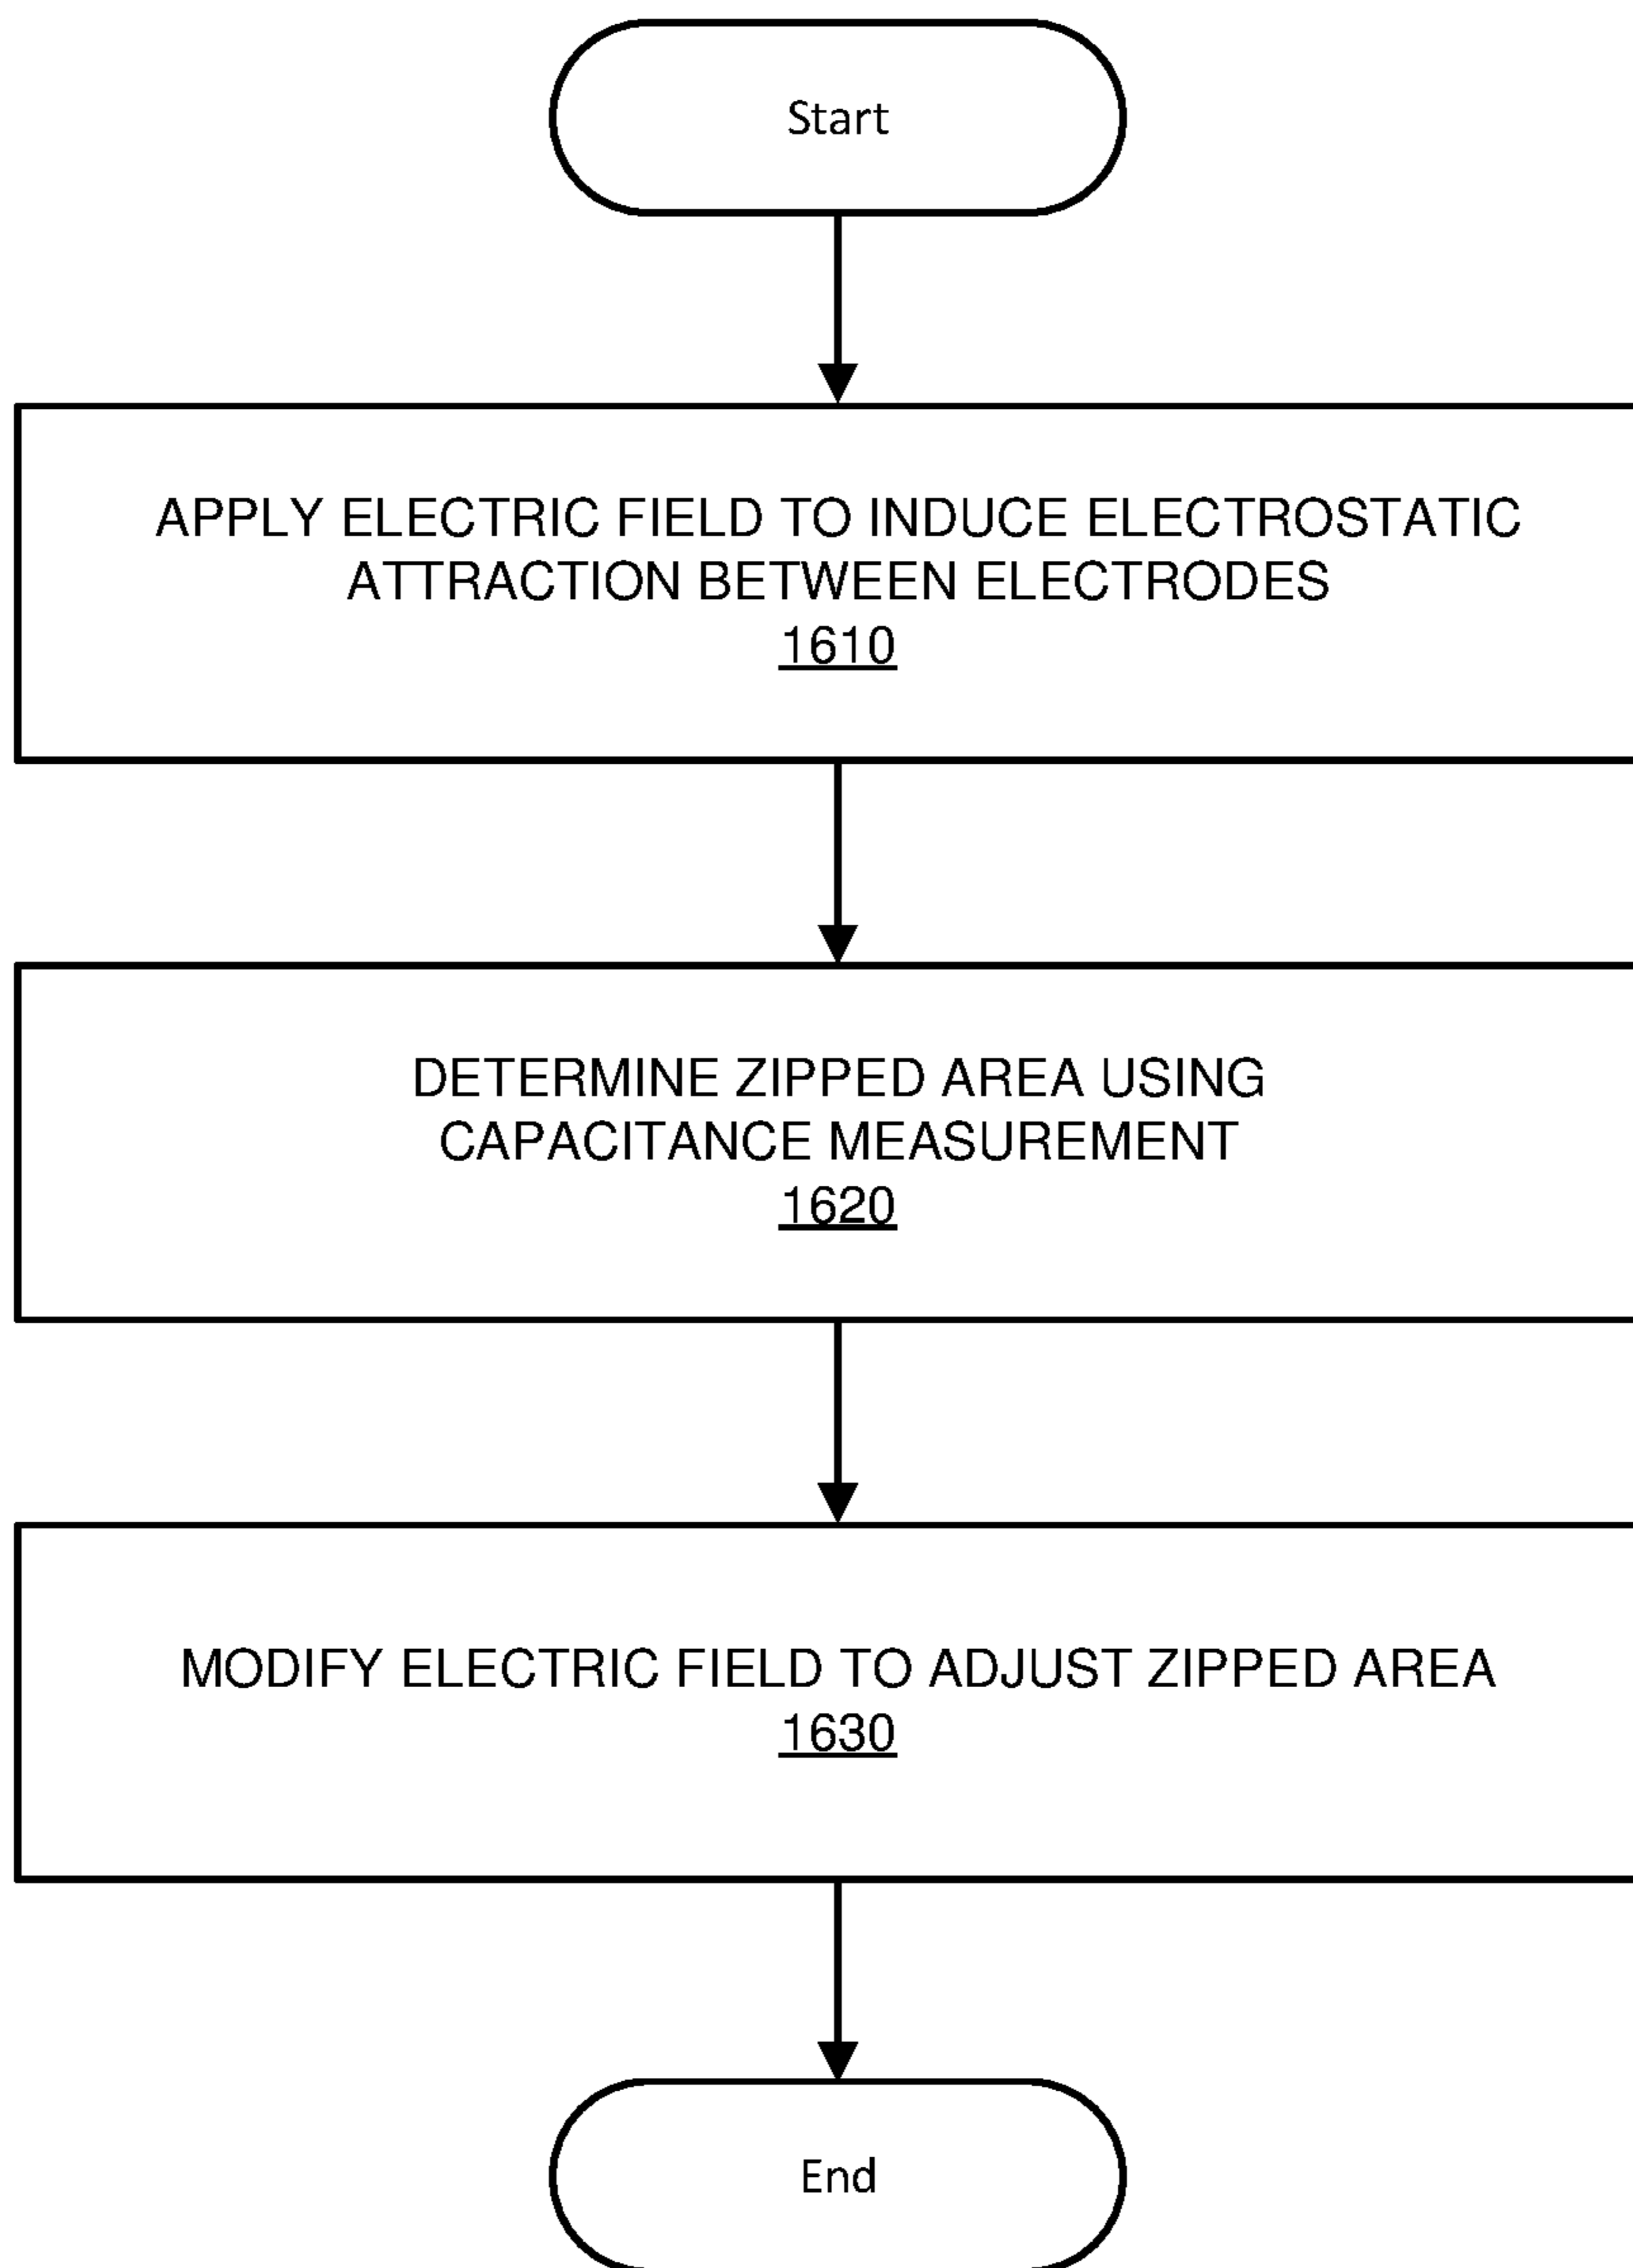 Start
APPLY ELECTRIC FIELD TO INDUCE ELECTROSTATIC
ATTRACTION BETWEEN ELECTRODES
1610
DETERMINE ZIPPED AREA USING
CAPACITANCE MEASUREMENT
1620
MODIFY ELECTRIC FIELD TO ADJUST ZIPPED AREA
1630
End